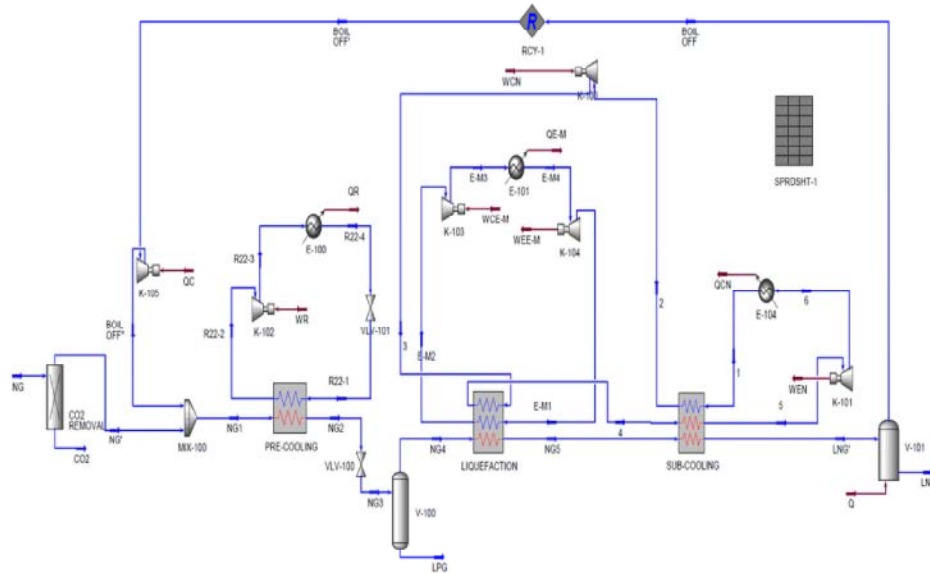 BOIL
OFF'
R
RCY-1
BOIL
OFF
WCN
SPRDSHT-1
QE-M
E-M3
E-101
E-M4
K-103
WCE-M
WEE-M
K-104
QR
E-100
R22-3
R22-4
K-105
QC
K-102
WR
R22-2
VLV-101
3
2
E-M2
QCN
E-104
6
1
WEN
K-101
5
BOIL
OFF"
R22-1
E-M1
4
NG
CO2
REMOVAL
NG'
CO2
MIX-100
NG1
PRE-COOLING
NG2
VLV-100
NG3
NG4
LIQUEFACTION
NG5
SUB-COOLING
LNG'
V-101
Q
V-100
LPG